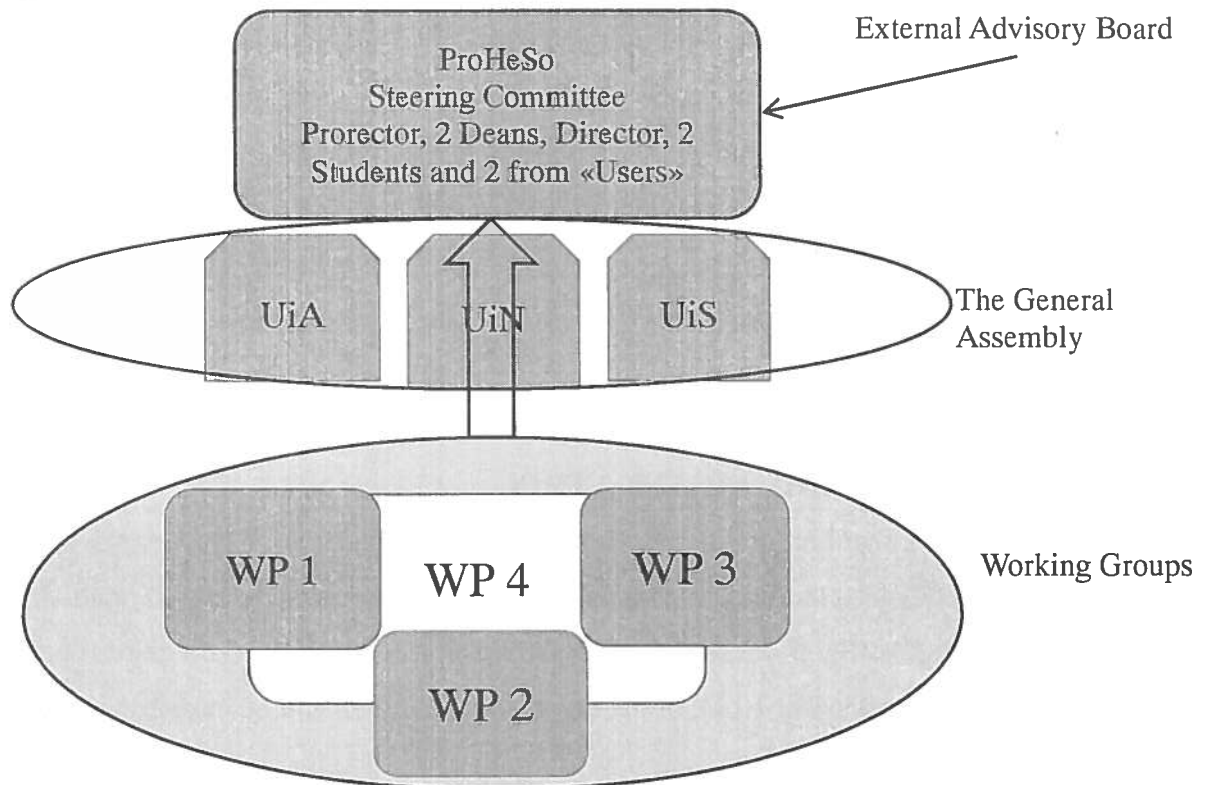 External Advisory Board
ProHeSo
Steering Committee
Prorector, 2 Deans, Director, 2
Students and 2 from «Users»
UiA
UiN
UiS
The General
Assembly
WP 1
WP 4
WP 3
Working Groups
WP 2